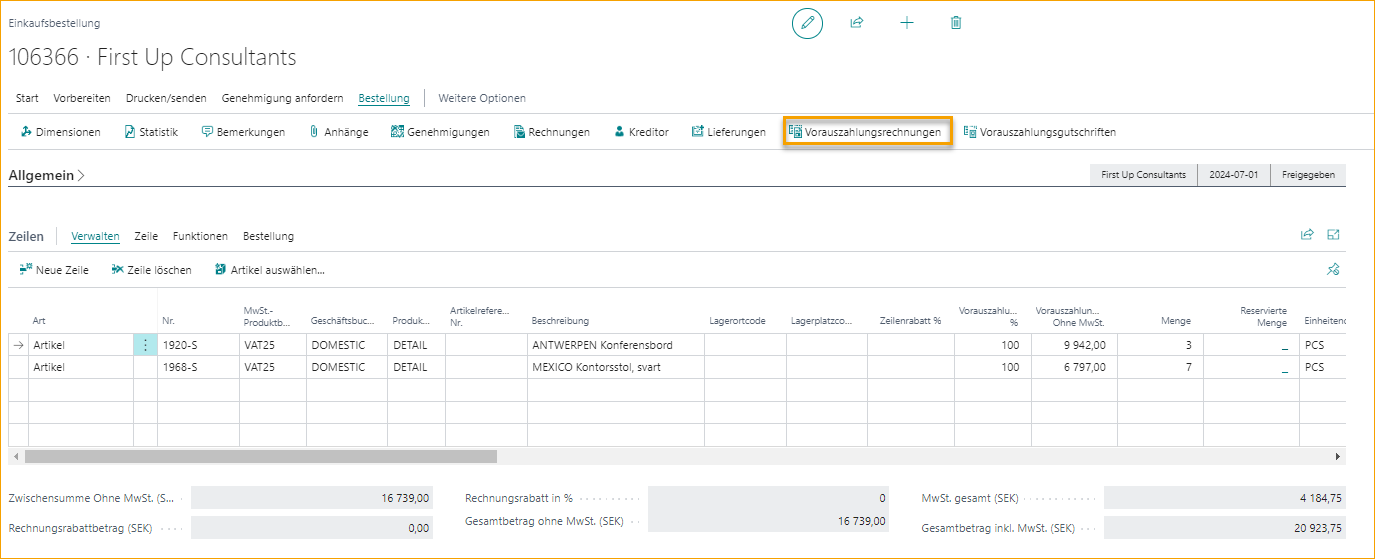 Einkaufsbestellung
106366 · First Up Consultants
Start Vorbereiten Drucken/senden Genehmigung anfordern Bestellung Weitere Optionen
Dimensionen Statistik Bemerkungen Anhänge Genehmigungen Rechnungen Kreditor Lieferungen Vorauszahlungsrechnungen Vorauszahlungsgutschriften
Allgemein First Up Consultants 2024-07-01 Freigegeben
Zeilen Verwalten Zeile Funktionen Bestellung
Neue Zeile Zeile löschen Artikel auswählen...
Art Nr. MwSt.-Produktb... Geschäftsbuc... Produk... Artikelrefere... Nr. Beschreibung Lagerortcode Lagerplatzco... Zeilenrabatt % Vorauszahlu... % Vorauszahlun... Ohne MwSt. Menge Reservierte Menge Einheitenc
Artikel 1920-S VAT25 DOMESTIC DETAIL ANTWERPEN Konferensbord 100 9 942,00 3 _ PCS
Artikel 1968-S VAT25 DOMESTIC DETAIL MEXICO Kontorsstol, svart 100 6 797,00 7 _ PCS
Zwischensumme Ohne MwSt. (S... 16 739,00 Rechnungsrabatt in % 0 MwSt. gesamt (SEK) 4 184,75
Rechnungsrabattbetrag (SEK) 0,00 Gesamtbetrag ohne MwSt. (SEK) 16 739,00 Gesamtbetrag inkl. MwSt. (SEK) 20 923,75